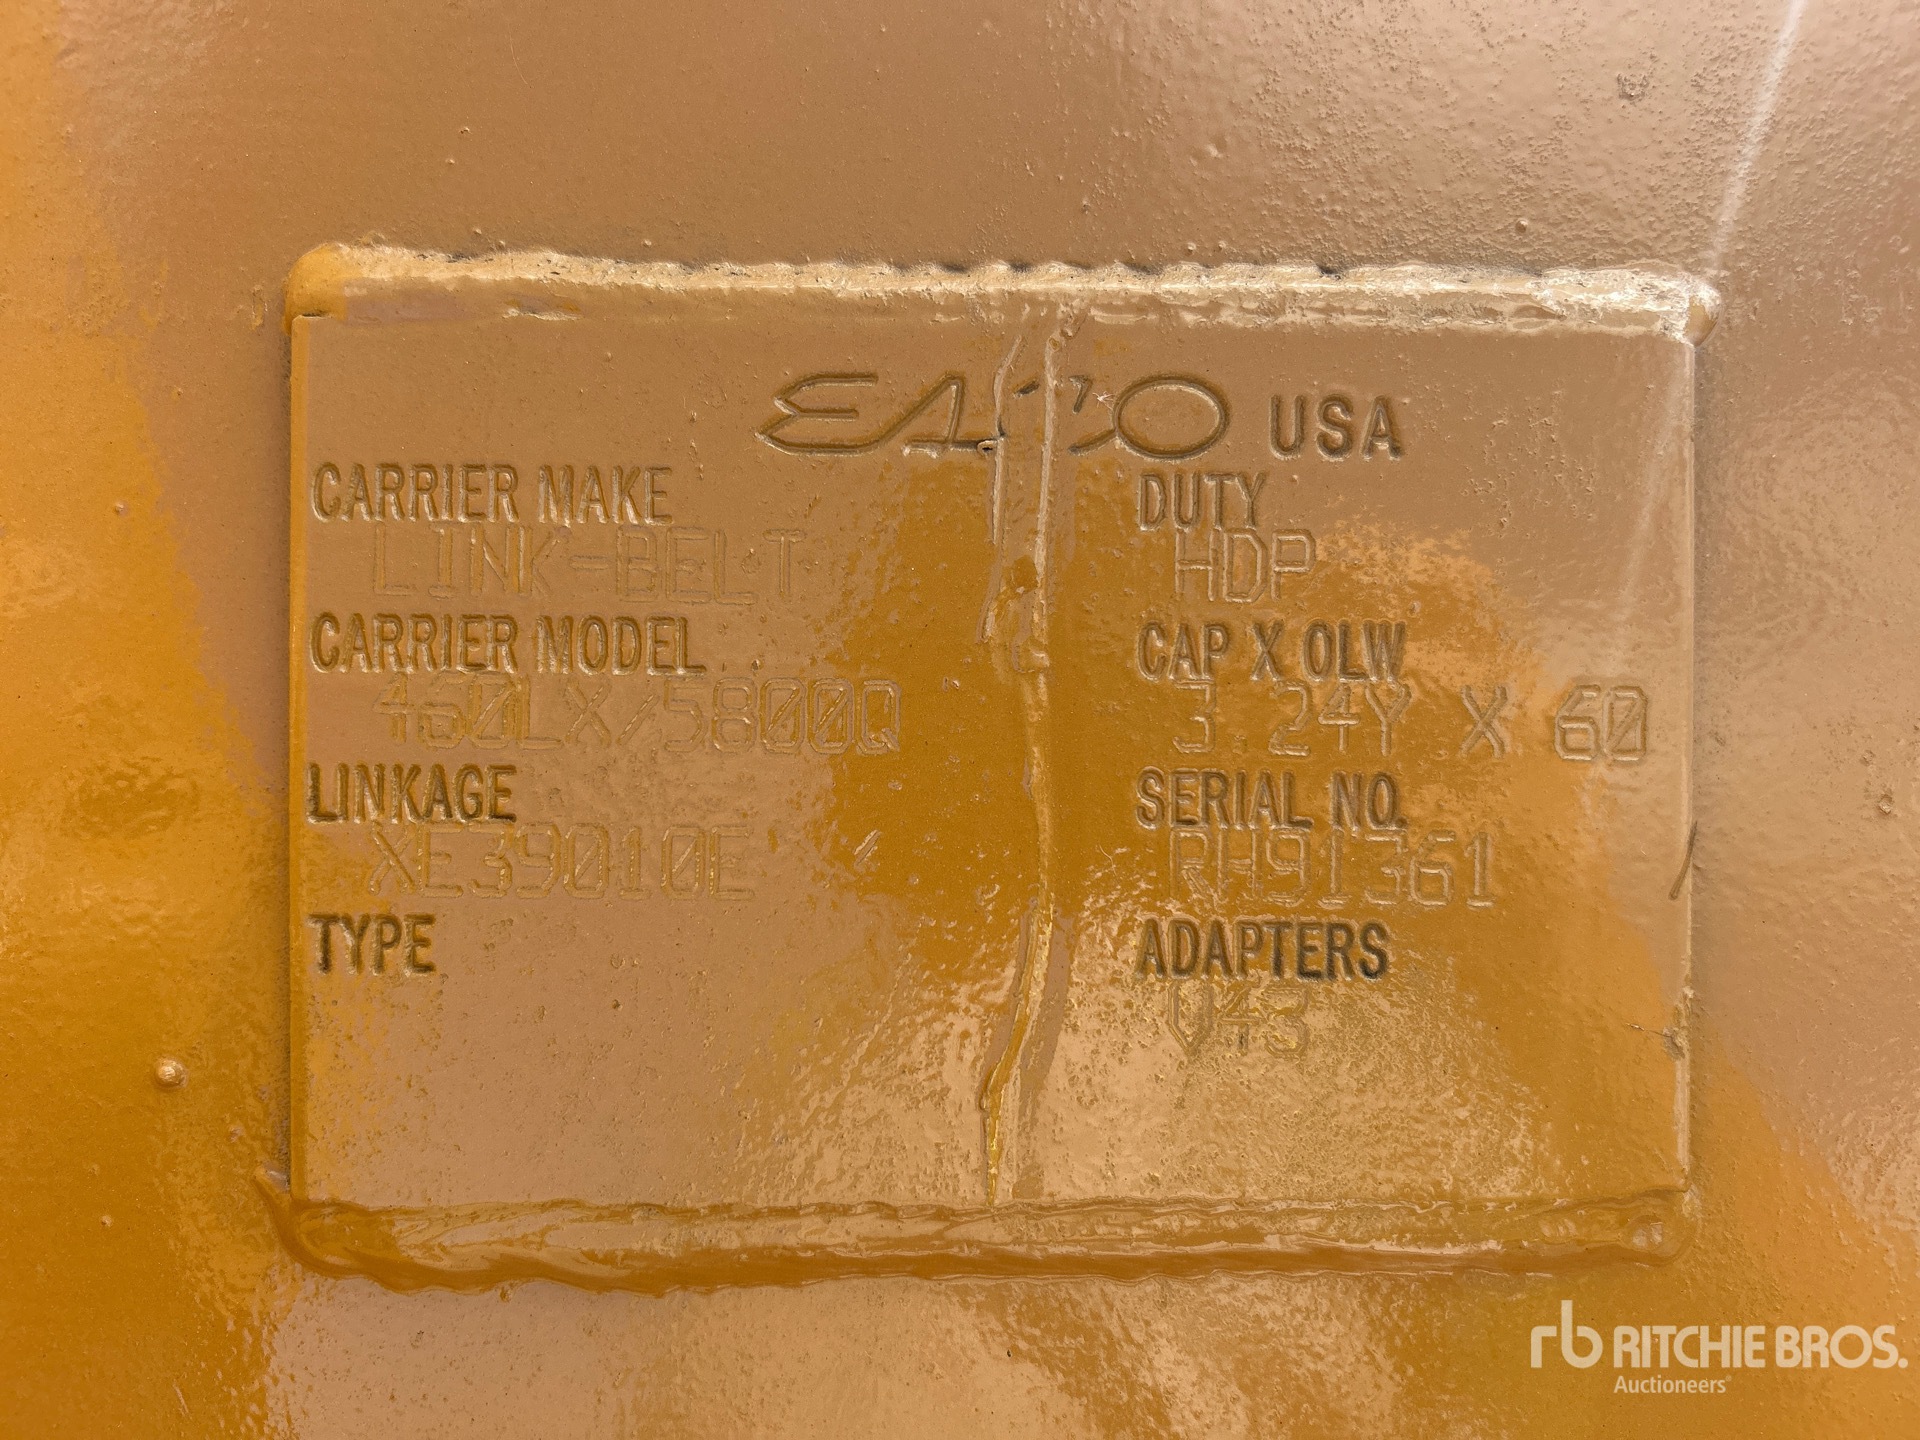 USA
CARRIER MAKE
LINK-BELT
CARRIER MODEL
460LX/5800Q
LINKAGE
XE39010E
TYPE
DUTY
HDP
CAP X OLW
3.24Y X 60
SERIAL NO.
RH91361
ADAPTERS
V43
rb RITCHIE BROS.
Auctioneers